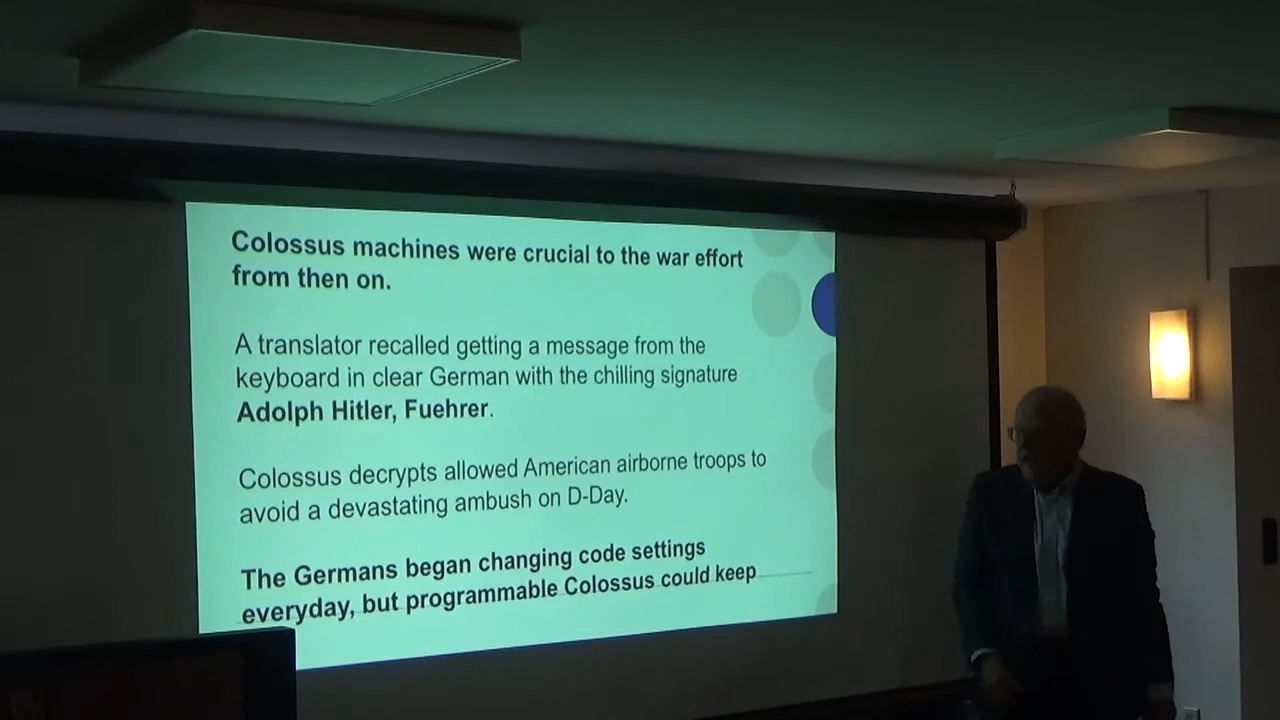 Colossus machines were crucial to the war effort
from then on.
A translator recalled getting a message from the
keyboard in clear German with the chilling signature
Adolph Hitler, Fuehrer.
Colossus decrypts allowed American airborne troops to
avoid a devastating ambush on D-Day.
The Germans began changing code settings
everyday, but programmable Colossus could keep